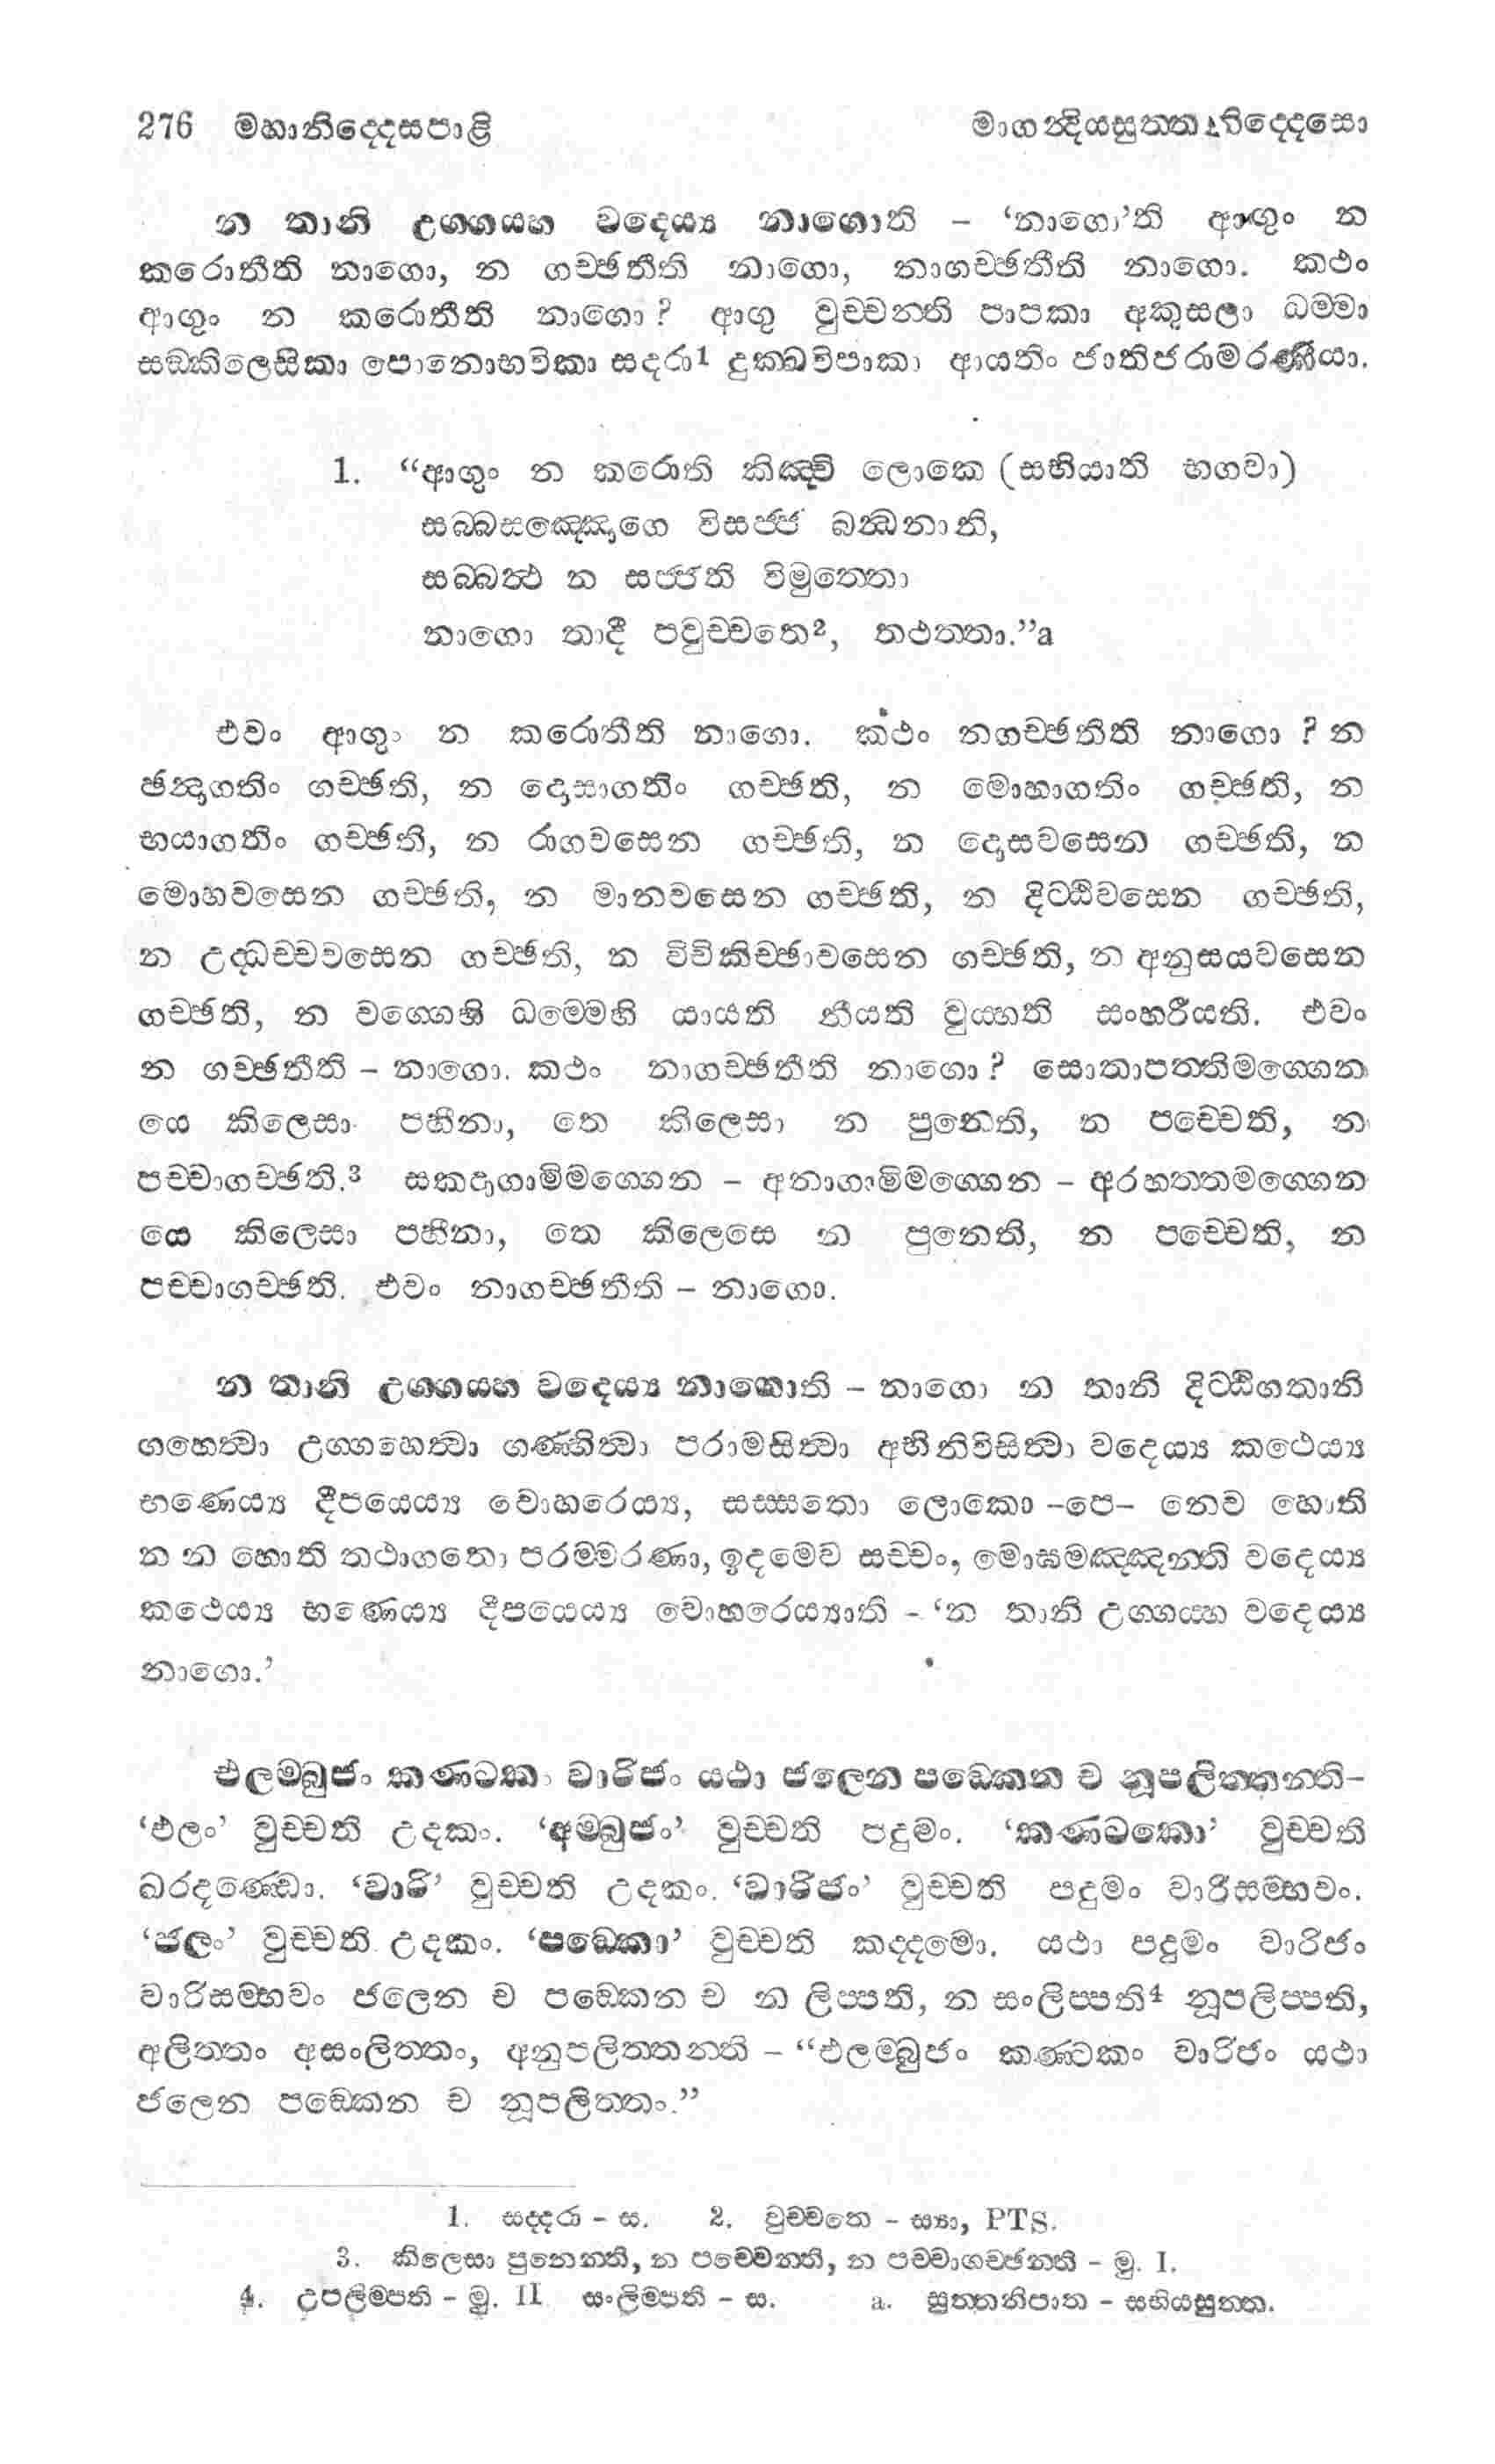 276 මහානිද්දෙසපාළි මාගන්දියසුත්තනිද්දෙසො
න තානි උග්ගය්හ වදෙය්‍ය නාගොති – ‘නාගො’ති ආගුං න
කරොතීති නාගො, න ගච්ඡතීති නාගො, නාගච්ඡතීති නාගො. කථං
ආගුං න කරොතීති නාගො? ආගු වුච්චන්ති පාපකා අකුසලා ධම්මා
සඞ්කිලෙසිකා පොනොභවිකා සදරා1 දුක්ඛවිපාකා ආයතිං ජාතිජරාමරණීයා.
1. “ආගුං න කරොති කිඤ්චි ලොකෙ (සභියාති භගවා)
සබ්බසඤ්ඤොගෙ විසජ්ජ බන්ධනානි,
සබ්බත්ථ න සජ්ජති විමුත්තො
නාගො තාදී පවුච්චතෙ2, තථත්තා.”a
එවං ආගුං න කරොතීති නාගො. කථං නගච්ඡතීති නාගො ? න
ඡන්දාගතිං ගච්ඡති, න දොසාගතිං ගච්ඡති, න මොහාගතිං ගච්ඡති, න
භයාගතිං ගච්ඡති, න රාගවසෙන ගච්ඡති, න දොසවසෙන ගච්ඡති, න
මොහවසෙන ගච්ඡති, න මානවසෙන ගච්ඡති, න දිට්ඨිවසෙන ගච්ඡති,
න උද්ධච්චවසෙන ගච්ඡති, න විචිකිච්ඡාවසෙන ගච්ඡති, න අනුසයවසෙන
ගච්ඡති, න වග්ගෙහි ධම්මෙහි යායති නීයති වුය්හති සංහරීයති. එවං
න ගච්ඡතීති – නාගො. කථං නාගච්ඡතීති නාගො? සොතාපත්තිමග්ගෙන
යෙ කිලෙසා පහීනා, තෙ කිලෙසා න පුනෙති, න පච්චෙති, න
පච්චාගච්ඡති.3 සකදාගාමිමග්ගෙන – අනාගාමිමග්ගෙන – අරහත්තමග්ගෙන
යෙ කිලෙසා පහීනා, තෙ කිලෙසෙ න පුනෙති, න පච්චෙති, න
පච්චාගච්ඡති. එවං නාගච්ඡතීති – නාගො.
න තානි උග්ගය්හ වදෙය්‍ය නාගොති – නාගො න තානි දිට්ඨිගතානි
ගහෙත්වා උග්ගහෙත්වා ගණ්හිත්වා පරාමසිත්වා අභිනිවිසිත්වා වදෙය්‍ය කථෙය්‍ය
භණෙය්‍ය දීපයෙය්‍ය වොහරෙය්‍ය, සස්සතො ලොකො –පෙ– නෙව හොති
න න හොති තථාගතො පරම්මරණා, ඉදමෙව සච්චං, මොඝමඤ්ඤන්ති වදෙය්‍ය
කථෙය්‍ය භණෙය්‍ය දීපයෙය්‍ය වොහරෙය්‍යාති – ‘න තානි උග්ගය්හ වදෙය්‍ය
නාගො.’
එලම්බුජං කණ්ටකං වාරිජං යථා ජලෙන පඞ්කෙන ච නූපලිත්තන්ති–
‘එලං’ වුච්චති උදකං. ‘අම්බුජං’ වුච්චති පදුමං. ‘කණ්ටකො’ වුච්චති
ඛරදණ්ඩො. ‘වාරි’ වුච්චති උදකං. ‘වාරිජං’ වුච්චති පදුමං වාරිසම්භවං.
‘ජලං’ වුච්චති උදකං. ‘පඞ්කො’ වුච්චති කද්දමො. යථා පදුමං වාරිජං
වාරිසම්භවං ජලෙන ච පඞ්කෙන ච න ලිප්පති, න සංලිප්පති4 නූපලිප්පති,
අලිත්තං අසංලිත්තං, අනුපලිත්තන්ති – “එලම්බුජං කණ්ටකං වාරිජං යථා
ජලෙන පඞ්කෙන ච නූපලිත්තං.”
1. සද්දරා – ස. 2. වුච්චතෙ – ස්‍යා, PTS.
3. කිලෙසා පුනෙන්ති, න පච්චෙන්ති, න පච්චාගච්ඡන්ති – මු. I.
4. උපලිම්පති – මු. II සංලිම්පති – ස. a. සුත්තනිපාත – සභියසුත්ත.